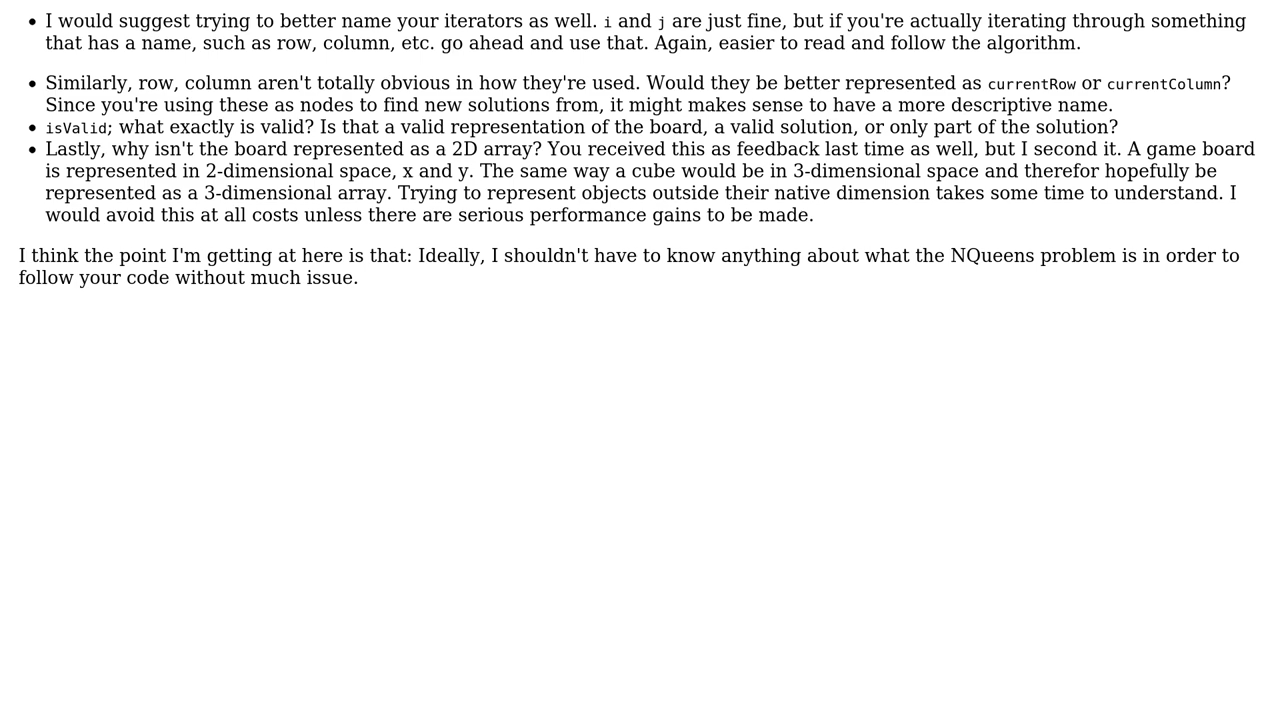 • I would suggest trying to better name your iterators as well. i and j are just fine, but if you're actually iterating through something
that has a name, such as row, column, etc. go ahead and use that. Again, easier to read and follow the algorithm.
• Similarly, row, column aren't totally obvious in how they're used. Would they be better represented as currentRow or currentColumn?
Since you're using these as nodes to find new solutions from, it might makes sense to have a more descriptive name.
• isValid; what exactly is valid? Is that a valid representation of the board, a valid solution, or only part of the solution?
• Lastly, why isn't the board represented as a 2D array? You received this as feedback last time as well, but I second it. A game board
is represented in 2-dimensional space, x and y. The same way a cube would be in 3-dimensional space and therefor hopefully be
represented as a 3-dimensional array. Trying to represent objects outside their native dimension takes some time to understand. I
would avoid this at all costs unless there are serious performance gains to be made.
I think the point I'm getting at here is that: Ideally, I shouldn't have to know anything about what the NQueens problem is in order to
follow your code without much issue.